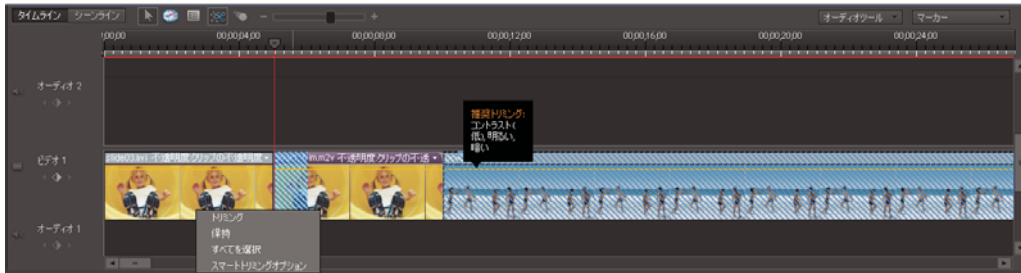 タイムライン シーンライン
オーディオツール マーカー
00;00;04;00 00;00;08;00 00;00;12;00 00;00;16;00 00;00;20;00 00;00;24;00
オーディオ 2
推奨トリミング:
コントラスト(
低), 明るい,
暗い
ビデオ 1
slide03.avi 不透明度:クリップの不透明度
im.m2v 不透明度:クリップの不透
トリミング
保持
オーディオ 1
すべてを選択
スマートトリミングオプション